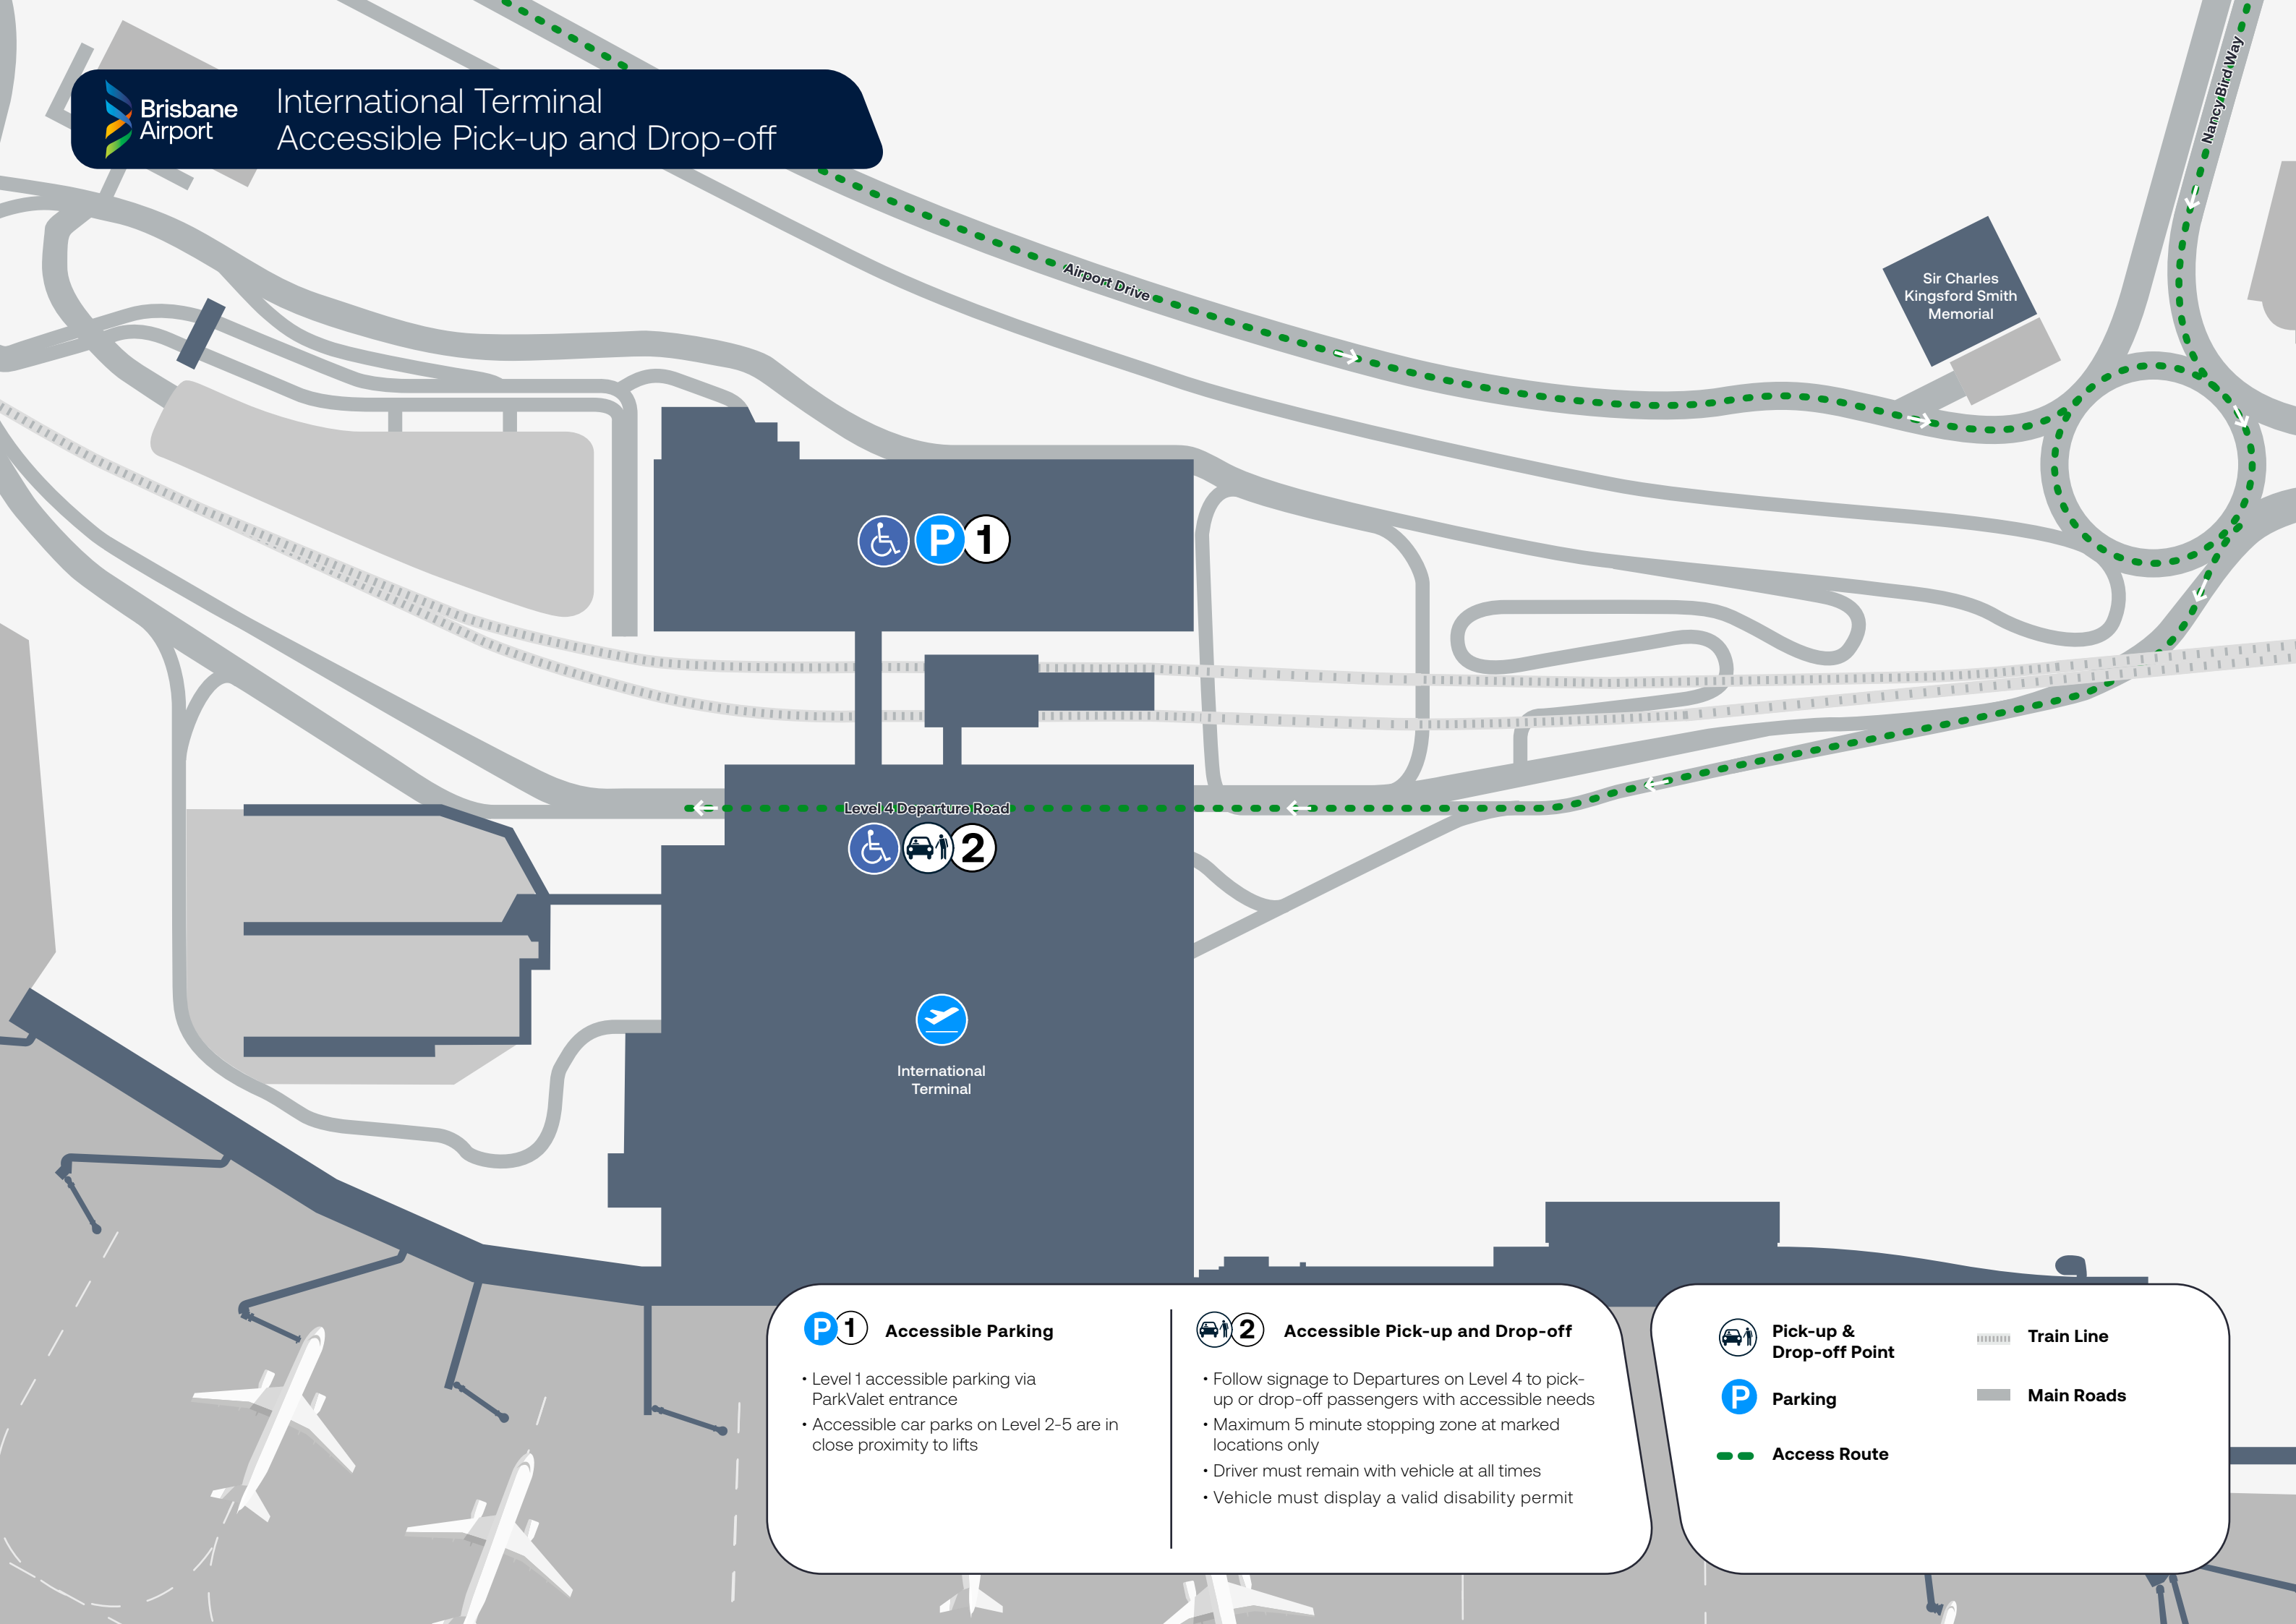 Brisbane
Airport
International Terminal
Accessible Pick-up and Drop-off
Nancy Bird Way
Airport Drive
Sir Charles
Kingsford Smith
Memorial
P 1
Level 4 Departure Road
2
International
Terminal
P 1 Accessible Parking
• Level 1 accessible parking via
ParkValet entrance
• Accessible car parks on Level 2-5 are in
close proximity to lifts
2 Accessible Pick-up and Drop-off
• Follow signage to Departures on Level 4 to pick-
up or drop-off passengers with accessible needs
• Maximum 5 minute stopping zone at marked
locations only
• Driver must remain with vehicle at all times
• Vehicle must display a valid disability permit
Pick-up &
Drop-off Point
P Parking
Access Route
Train Line
Main Roads